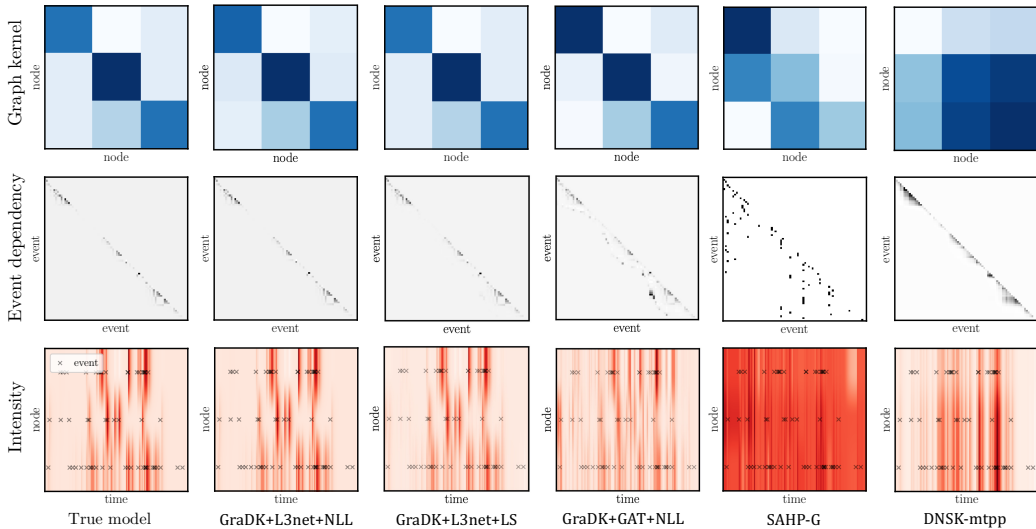 Graph kernel
node
node
node
node
node
node
node
node
node
node
node
node
Event dependency
event
event
event
event
event
event
event
event
event
event
event
event
Intensity
× event
node
node
node
node
node
node
time
time
time
time
time
time
True model
GraDK+L3net+NLL
GraDK+L3net+LS
GraDK+GAT+NLL
SAHP-G
DNSK-mtpp